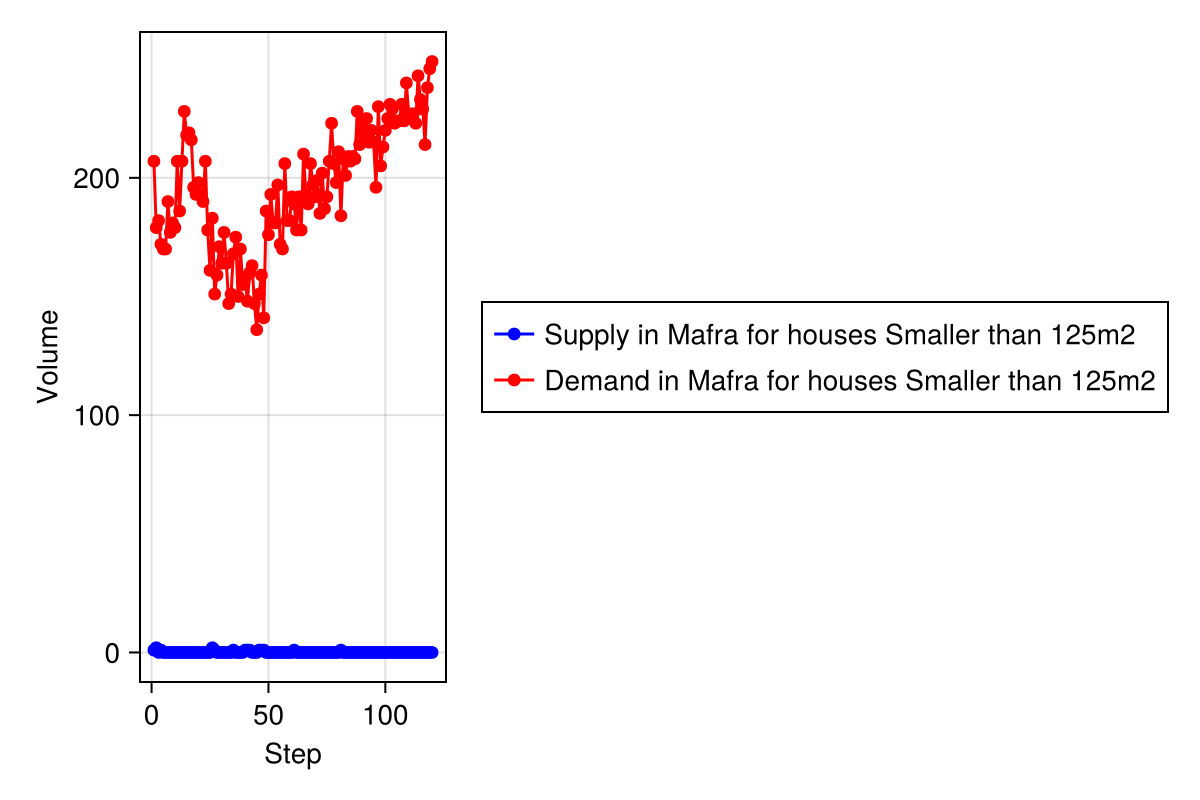 Volume
200
100
0
0 50 100
Step
Supply in Mafra for houses Smaller than 125m2
Demand in Mafra for houses Smaller than 125m2